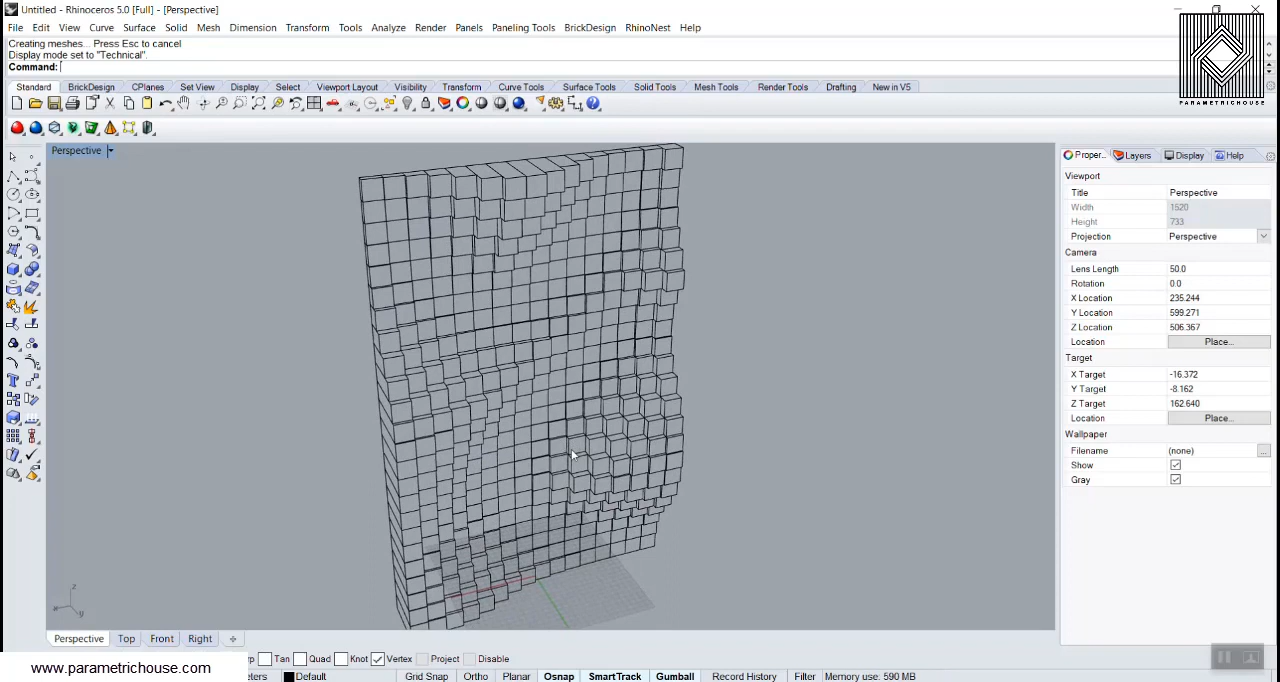 Untitled - Rhinoceros 5.0 [Full] - [Perspective]
File Edit View Curve Surface Solid Mesh Dimension Transform Tools Analyze Render Panels Paneling Tools BrickDesign RhinoNest Help
Creating meshes... Press Esc to cancel
Display mode set to "Technical".
Command:
PARAMETRICHOUSE
Standard BrickDesign CPlanes Set View Display Select Viewport Layout Visibility Transform Curve Tools Surface Tools Solid Tools Mesh Tools Render Tools Drafting New in V5
Perspective
Proper... Layers Display Help
Viewport
Title Perspective
Width 1520
Height 733
Projection Perspective
Camera
Lens Length 50.0
Rotation 0.0
X Location 235.244
Y Location 599.271
Z Location 506.367
Location Place...
Target
X Target -16.372
Y Target -8.162
Z Target 162.640
Location Place...
Wallpaper
Filename (none) ...
Show
Gray
z
x y
Perspective Top Front Right
Tan Quad Knot Vertex Project Disable
www.parametrichouse.com
Default Grid Snap Ortho Planar Osnap SmartTrack Gumball Record History Filter Memory use: 590 MB